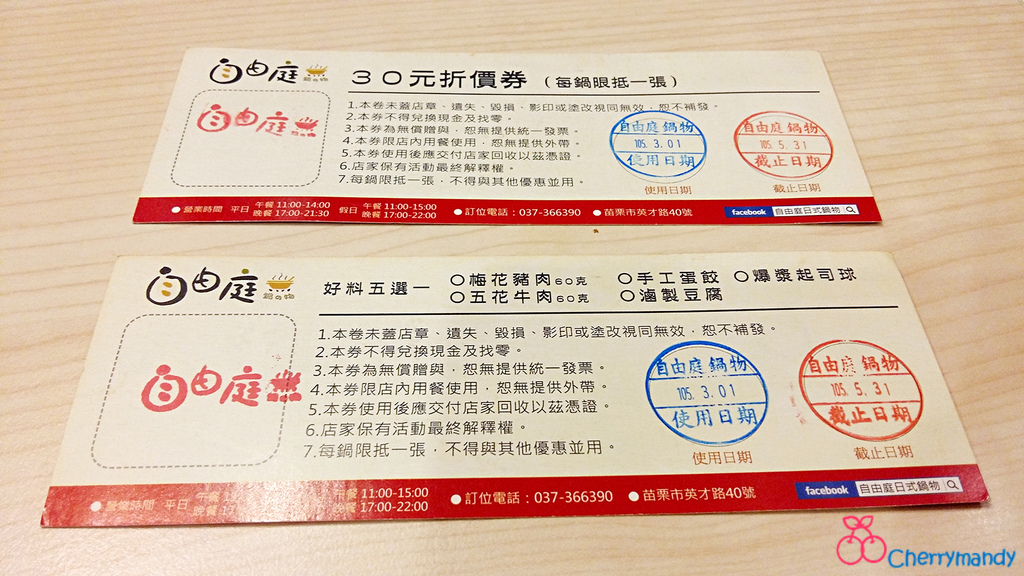 自由庭 鍋の物
30元折價券 (每鍋限抵一張)
自由庭
1.本卷未蓋店章、遺失、毀損、影印或塗改視同無效,恕不補發。
2.本券不得兌換現金及找零。
3.本券為無償贈與,恕無提供統一發票。
4.本券限店內用餐使用,恕無提供外帶。
5.本券使用後應交付店家回收以茲憑證。
6.店家保有活動最終解釋權。
7.每鍋限抵一張,不得與其他優惠並用。
自由庭鍋物
105. 3. 01
使用日期
使用日期
自由庭鍋物
105. 5. 31
截止日期
截止日期
●營業時間 平日 午餐 11:00-14:00 晚餐 17:00-21:30 假日 午餐 11:00-15:00 晚餐 17:00-22:00 ●訂位電話:037-366390 ●苗栗市英才路40號 facebook 自由庭日式鍋物
自由庭 鍋の物
好料五選一 ○梅花豬肉60克 ○手工蛋餃 ○爆漿起司球
○五花牛肉60克 ○滷製豆腐
自由庭
1.本卷未蓋店章、遺失、毀損、影印或塗改視同無效,恕不補發。
2.本券不得兌換現金及找零。
3.本券為無償贈與,恕無提供統一發票。
4.本券限店內用餐使用,恕無提供外帶。
5.本券使用後應交付店家回收以茲憑證。
6.店家保有活動最終解釋權。
7.每鍋限抵一張,不得與其他優惠並用。
自由庭鍋物
105. 3. 01
使用日期
使用日期
自由庭鍋物
105. 5. 31
截止日期
截止日期
●營業時間 平日 午餐 晚餐 午餐 11:00-15:00 晚餐 17:00-22:00 ●訂位電話:037-366390 ●苗栗市英才路40號 facebook 自由庭日式鍋物
Cherrymandy